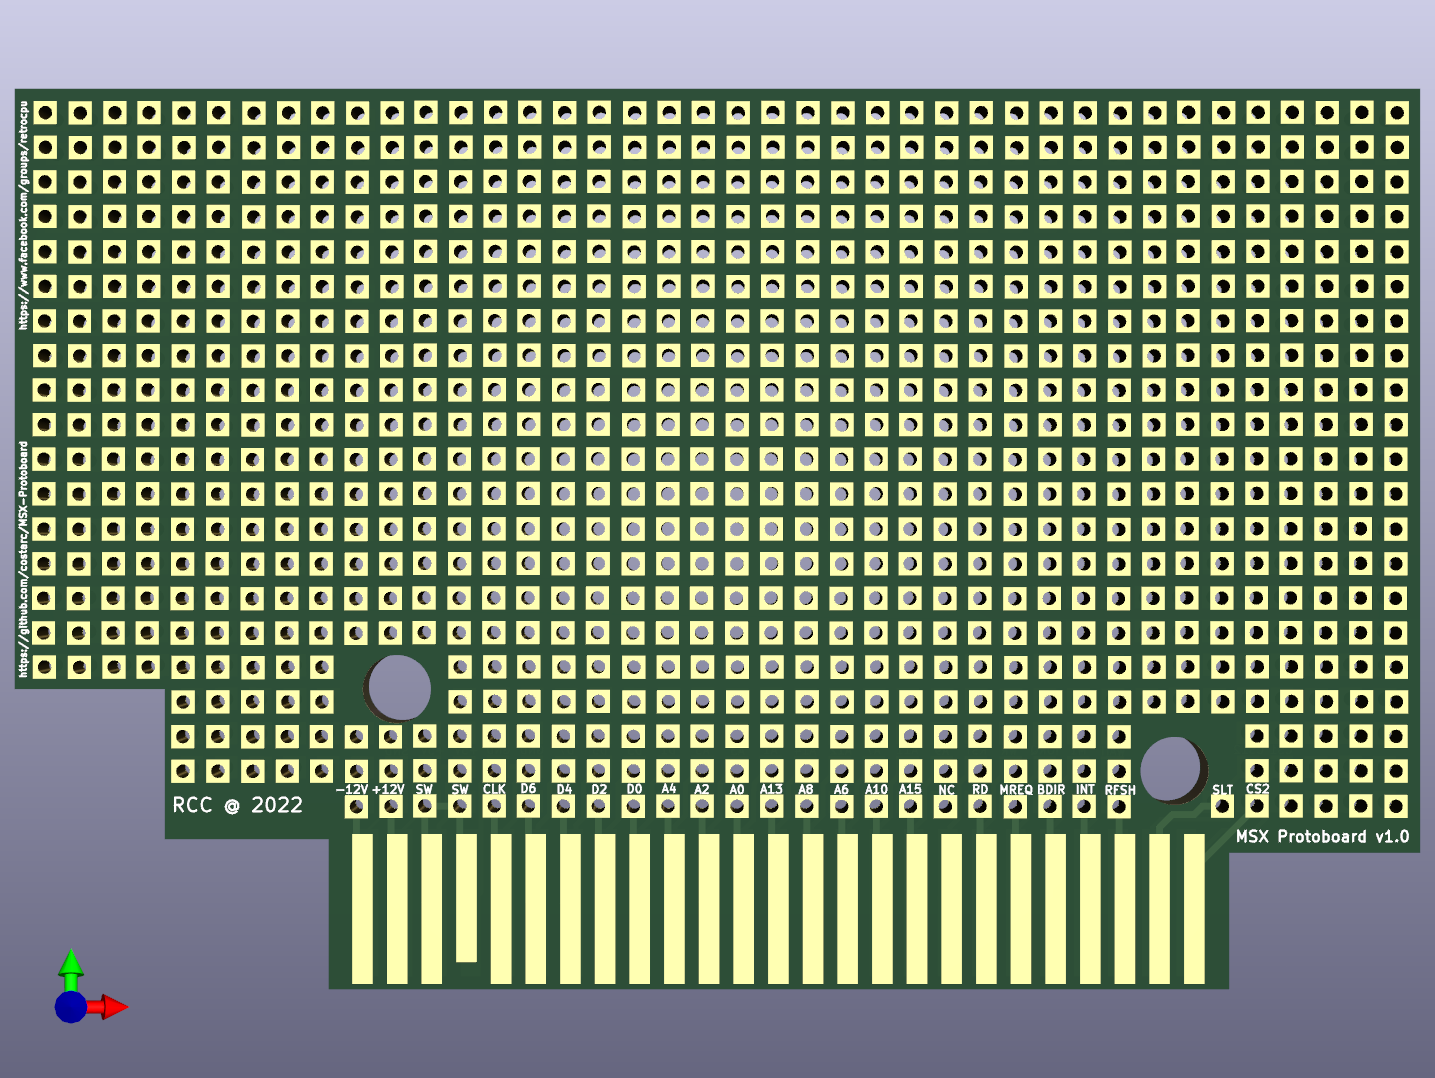 https://www.facebook.com/groups/retrocpu
https://github.com/costarc/MSX-Protoboard
-12V +12V SW SW CLK D6 D4 D2 D0 A4 A2 A0 A13 A8 A6 A10 A15 NC RD MREQ BDIR INT RFSH SLT CS2
RCC @ 2022
MSX Protoboard v1.0